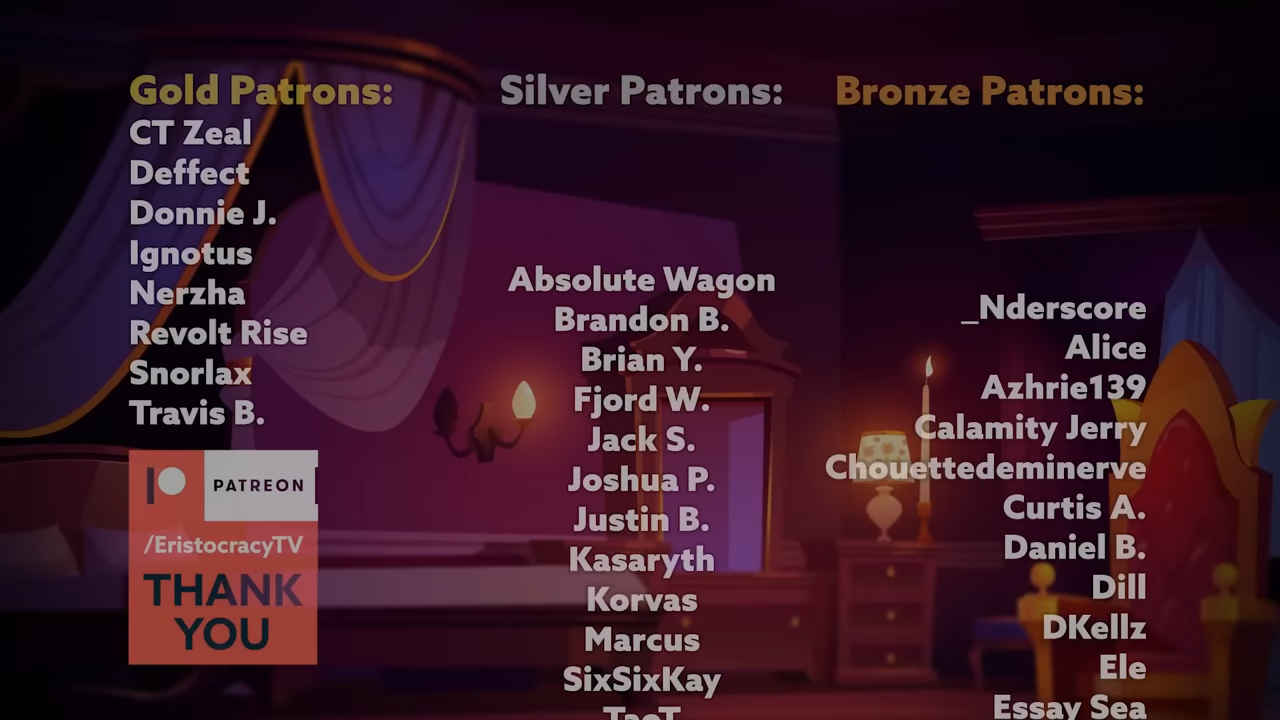 Gold Patrons:
CT Zeal
Deffect
Donnie J.
Ignotus
Nerzha
Revolt Rise
Snorlax
Travis B.
PATREON
/EristocracyTV
THANK
YOU
Silver Patrons:
Absolute Wagon
Brandon B.
Brian Y.
Fjord W.
Jack S.
Joshua P.
Justin B.
Kasaryth
Korvas
Marcus
SixSixKay
Bronze Patrons:
_Nderscore
Alice
Azhrie139
Calamity Jerry
Chouettedeminerve
Curtis A.
Daniel B.
Dill
DKellz
Ele
Essay Sea